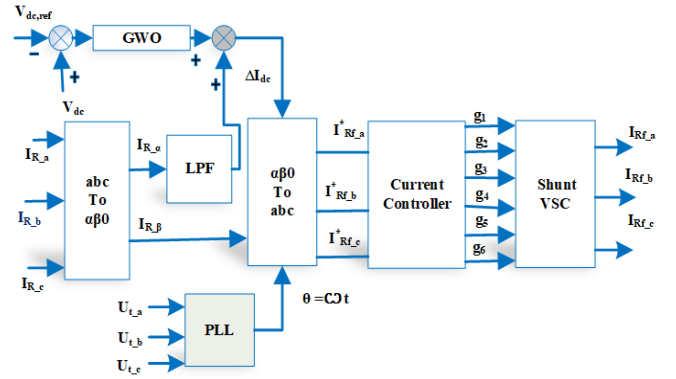 V_dc,ref
GWO
−
+
+
+
V_dc
ΔI_dc
I_R_a
I_R_b
I_R_c
abc
To
αβ0
I_R_α
LPF
I_R_β
αβ0
To
abc
I*_Rf_a
I*_Rf_b
I*_Rf_c
Current
Controller
g1
g2
g3
g4
g5
g6
Shunt
VSC
I_Rf_a
I_Rf_b
I_Rf_c
U_t_a
U_t_b
U_t_c
PLL
θ =ωt